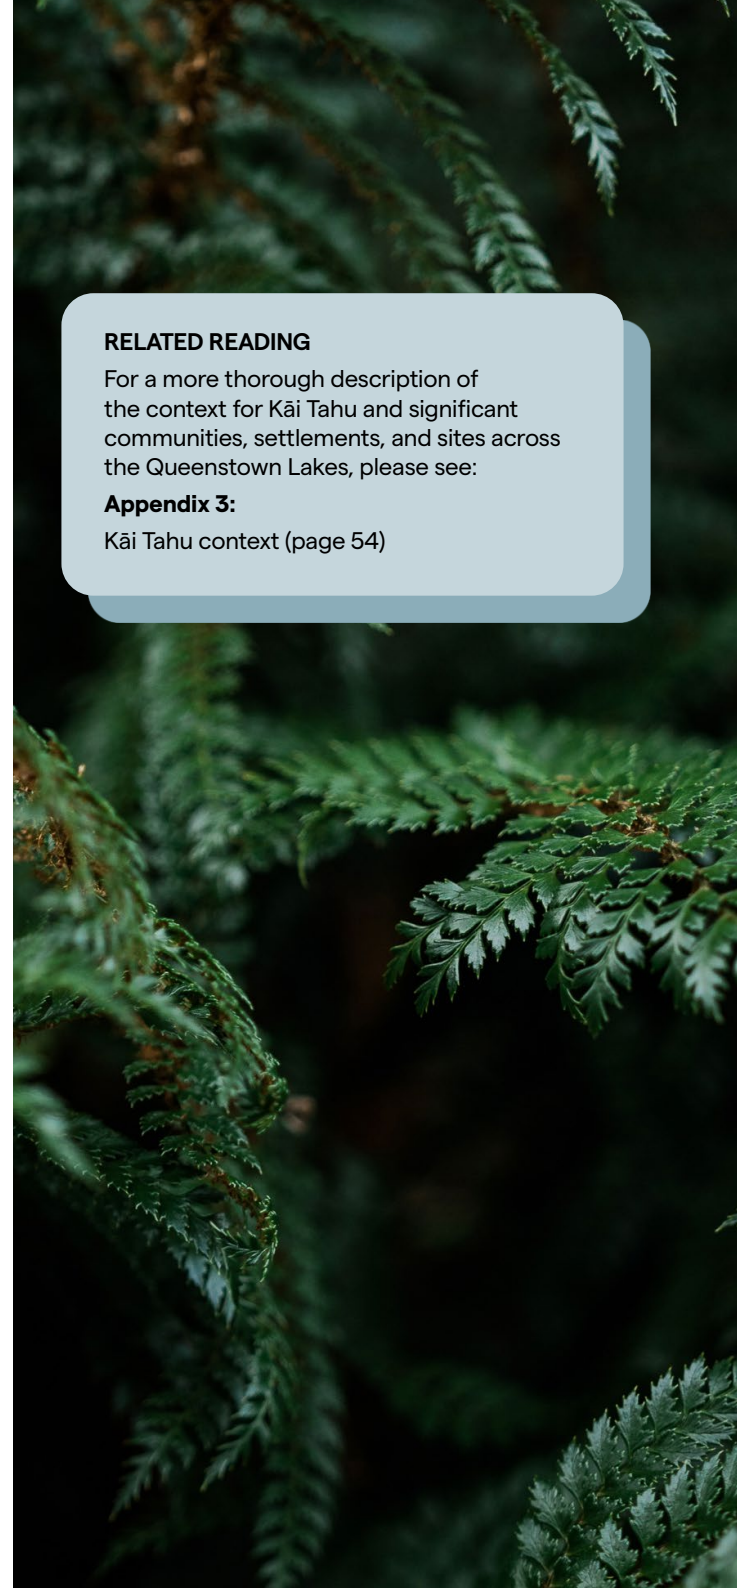 RELATED READING
For a more thorough description of
the context for Kāi Tahu and significant
communities, settlements, and sites across
the Queenstown Lakes, please see:
Appendix 3:
Kāi Tahu context (page 54)